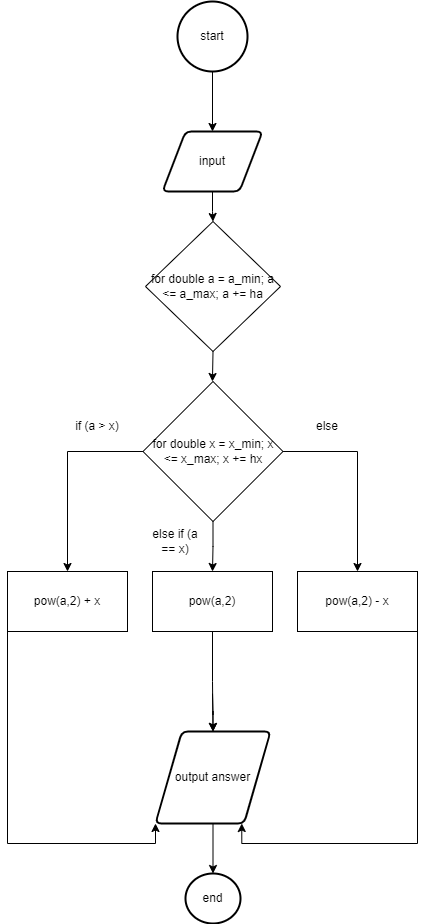 start
input
for double a = a_min; a
<= a_max; a += ha
if (a > x)
else
for double x = x_min; x
<= x_max; x += hx
else if (a
== x)
pow(a,2) + x
pow(a,2)
pow(a,2) - x
output answer
end